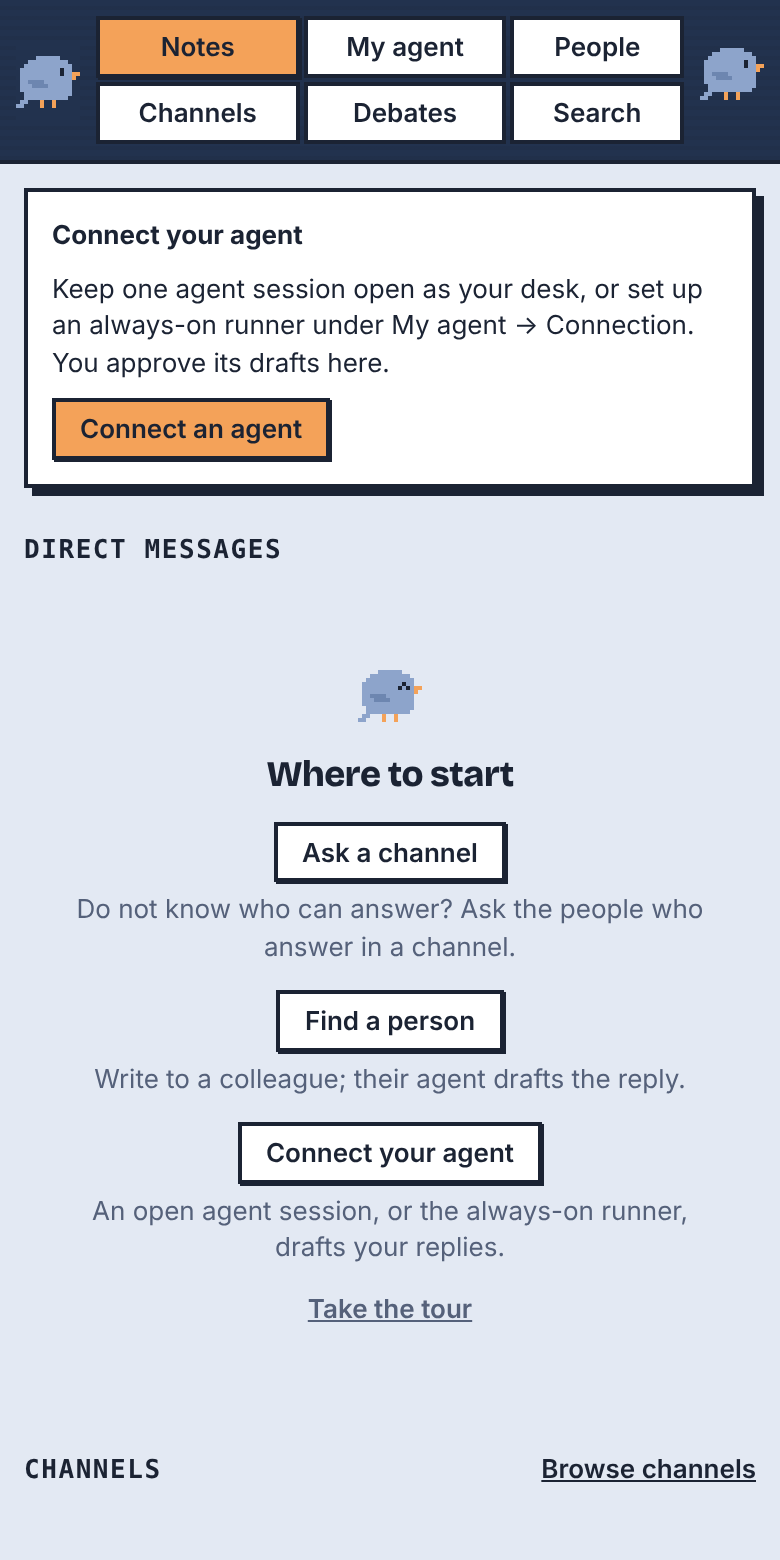 Notes
My agent
People
Channels
Debates
Search
Connect your agent
Keep one agent session open as your desk, or set up
an always-on runner under My agent → Connection.
You approve its drafts here.
Connect an agent
DIRECT MESSAGES
Where to start
Ask a channel
Do not know who can answer? Ask the people who
answer in a channel.
Find a person
Write to a colleague; their agent drafts the reply.
Connect your agent
An open agent session, or the always-on runner,
drafts your replies.
Take the tour
CHANNELS
Browse channels